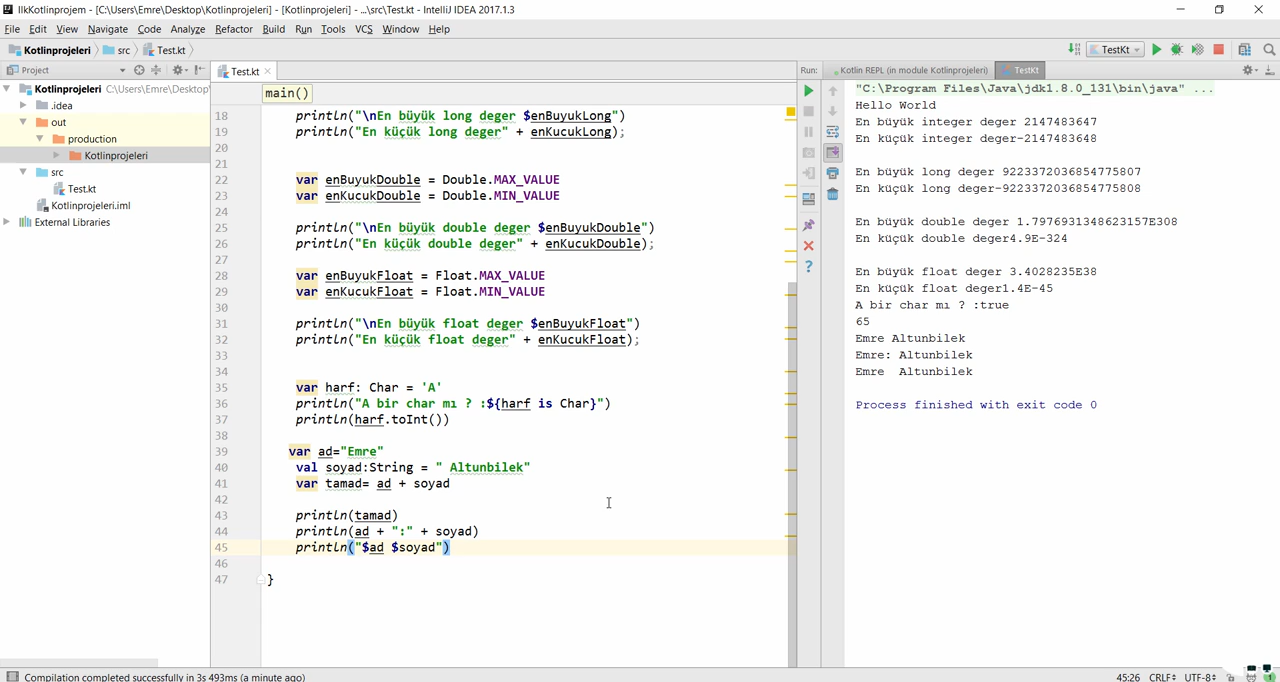 IlkKotlinprojem - [C:\Users\Emre\Desktop\Kotlinprojeleri] - [Kotlinprojeleri] - ...\src\Test.kt - IntelliJ IDEA 2017.1.3
File Edit View Navigate Code Analyze Refactor Build Run Tools VCS Window Help
Kotlinprojeleri src Test.kt TestKt
Project
Kotlinprojeleri C:\Users\Emre\Desktop\
.idea
out
production
Kotlinprojeleri
src
Test.kt
Kotlinprojeleri.iml
External Libraries
Test.kt
main()
18 println("\nEn büyük long deger $enBuyukLong")
19 println("En küçük long deger" + enKucukLong);
20
21
22 var enBuyukDouble = Double.MAX_VALUE
23 var enKucukDouble = Double.MIN_VALUE
24
25 println("\nEn büyük double deger $enBuyukDouble")
26 println("En küçük double deger" + enKucukDouble);
27
28 var enBuyukFloat = Float.MAX_VALUE
29 var enKucukFloat = Float.MIN_VALUE
30
31 println("\nEn büyük float deger $enBuyukFloat")
32 println("En küçük float deger" + enKucukFloat);
33
34
35 var harf: Char = 'A'
36 println("A bir char mı ? :${harf is Char}")
37 println(harf.toInt())
38
39 var ad="Emre"
40 val soyad:String = " Altunbilek"
41 var tamad= ad + soyad
42
43 println(tamad)
44 println(ad + ":" + soyad)
45 println("$ad $soyad")
46
47 }
Run: Kotlin REPL (in module Kotlinprojeleri) TestKt
"C:\Program Files\Java\jdk1.8.0_131\bin\java" ...
Hello World
En büyük integer deger 2147483647
En küçük integer deger-2147483648
En büyük long deger 9223372036854775807
En küçük long deger-9223372036854775808
En büyük double deger 1.7976931348623157E308
En küçük double deger4.9E-324
En büyük float deger 3.4028235E38
En küçük float deger1.4E-45
A bir char mı ? :true
65
Emre Altunbilek
Emre: Altunbilek
Emre  Altunbilek
Process finished with exit code 0
Compilation completed successfully in 3s 493ms (a minute ago) 45:26 CRLF UTF-8 1